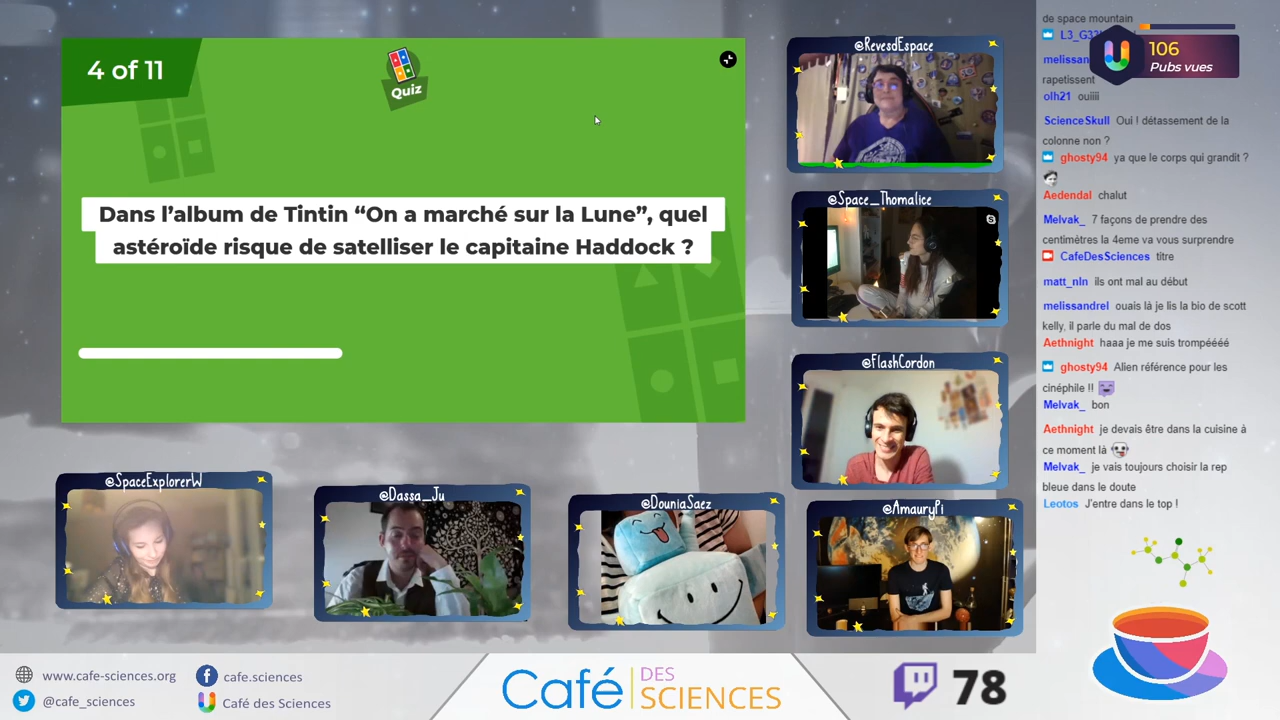 4 of 11
Quiz
Dans l’album de Tintin “On a marché sur la Lune”, quel
astéroïde risque de satelliser le capitaine Haddock ?
@RevesdEspace
@Space_Thomalice
@FlashCordon
@SpaceExplorerW
@Dassa_Ju
@DouniaSaez
@AmauryPi
de space mountain
106
Pubs vues
rapetissent
olh21 ouiiii
ScienceSkull Oui ! détassement de la
colonne non ?
ghosty94 ya que le corps qui grandit ?
Aedendal chalut
Melvak_ 7 façons de prendre des
centimètres la 4eme va vous surprendre
CafeDesSciences titre
matt_nln ils ont mal au début
melissandrel ouais là je lis la bio de scott
kelly, il parle du mal de dos
Aethnight haaa je me suis trompéééé
ghosty94 Alien référence pour les
cinéphile !!
Melvak_ bon
Aethnight je devais être dans la cuisine à
ce moment là
Melvak_ je vais toujours choisir la rep
bleue dans le doute
Leotos J'entre dans le top !
www.cafe-sciences.org
cafe.sciences
@cafe_sciences
Café des Sciences
Café DES
SCIENCES
78